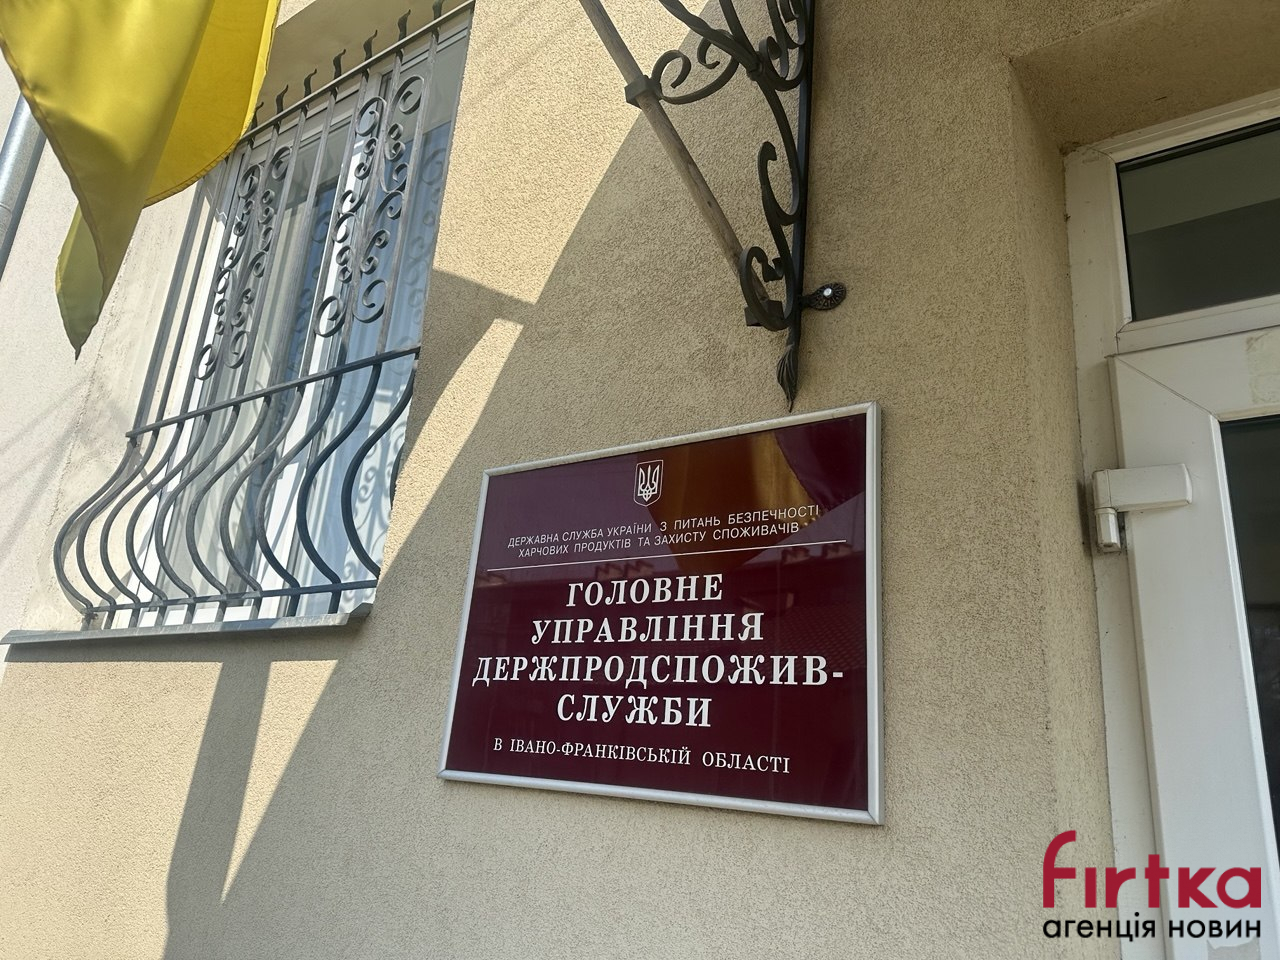 ДЕРЖАВНА СЛУЖБА УКРАЇНИ З ПИТАНЬ БЕЗПЕЧНОСТІ
ХАРЧОВИХ ПРОДУКТІВ ТА ЗАХИСТУ СПОЖИВАЧІВ
ГОЛОВНЕ
УПРАВЛІННЯ
ДЕРЖПРОДСПОЖИВ-
СЛУЖБИ
В ІВАНО-ФРАНКІВСЬКІЙ ОБЛАСТІ
fırtka
агенція новин